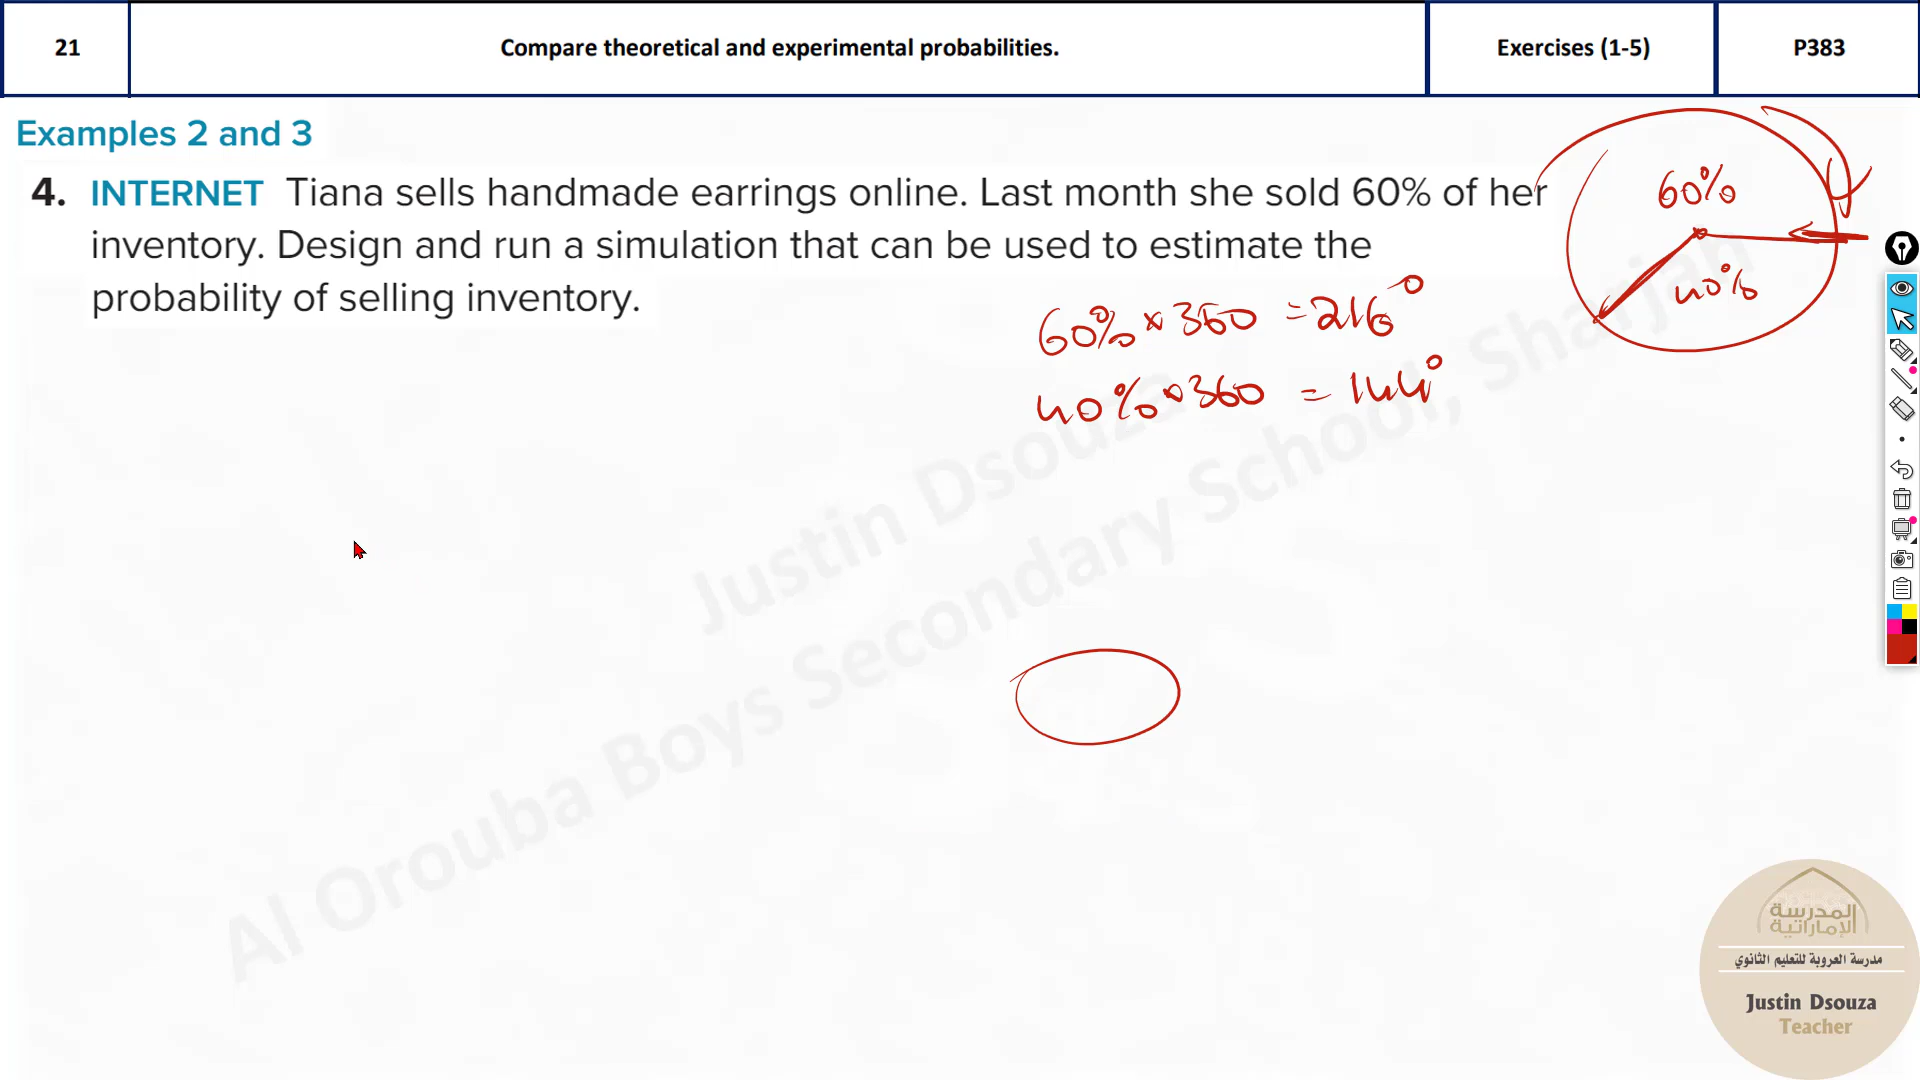 21
Compare theoretical and experimental probabilities.
Exercises (1-5)
P383
Examples 2 and 3
4. INTERNET Tiana sells handmade earrings online. Last month she sold 60% of her
inventory. Design and run a simulation that can be used to estimate the
probability of selling inventory.
60%
40%
60% × 360 = 216°
40% × 360 = 144°
Justin Dsouza
Al Orouba Boys Secondary School, Sharjah
المدرسة
الإماراتية
مدرسة العروبة للتعليم الثانوي
Justin Dsouza
Teacher